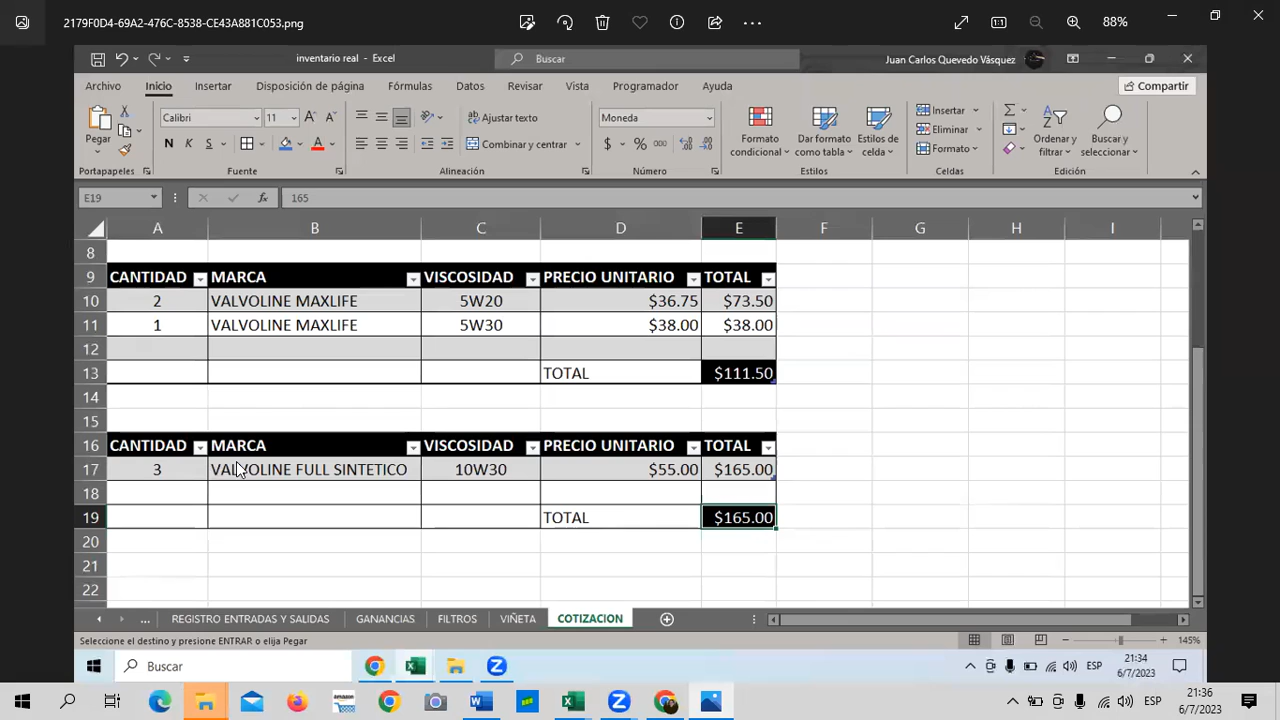 2179F0D4-69A2-476C-8538-CE43A881C053.png
88%
inventario real - Excel
Buscar
Juan Carlos Quevedo Vásquez
Archivo Inicio Insertar Disposición de página Fórmulas Datos Revisar Vista Programador Ayuda
Compartir
Calibri 11
Ajustar texto
Moneda
Insertar
Pegar
N K S
Combinar y centrar
$ % 000
Formato condicional
Dar formato como tabla
Estilos de celda
Eliminar
Formato
Ordenar y filtrar
Buscar y seleccionar
Portapapeles Fuente Alineación Número Estilos Celdas Edición
E19 fx 165
A B C D E F G H I
8
9 CANTIDAD MARCA VISCOSIDAD PRECIO UNITARIO TOTAL
10 2 VALVOLINE MAXLIFE 5W20 $36.75 $73.50
11 1 VALVOLINE MAXLIFE 5W30 $38.00 $38.00
12
13 TOTAL $111.50
14
15
16 CANTIDAD MARCA VISCOSIDAD PRECIO UNITARIO TOTAL
17 3 VALVOLINE FULL SINTETICO 10W30 $55.00 $165.00
18
19 TOTAL $165.00
20
21
22
... REGISTRO ENTRADAS Y SALIDAS GANANCIAS FILTROS VIÑETA COTIZACION
Seleccione el destino y presione ENTRAR o elija Pegar
145%
Buscar
ESP
21:34
6/7/2023
ESP
21:36
6/7/2023